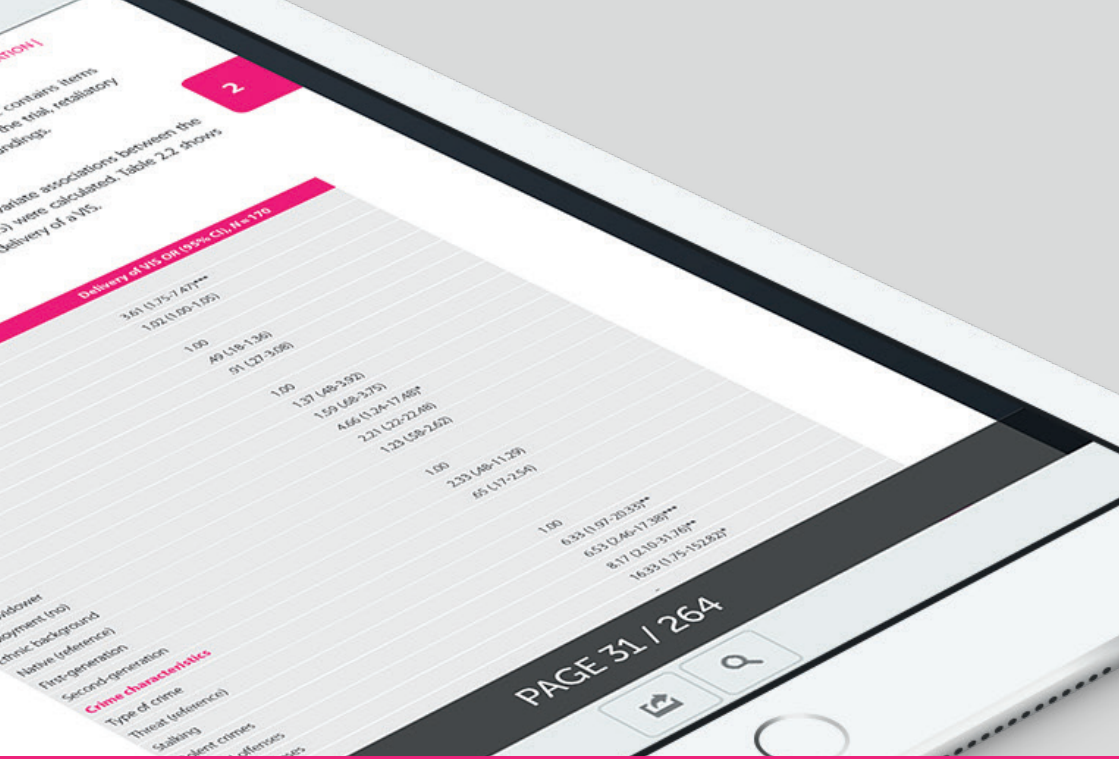 ATION |
2
contains items
the trial, retaliatory
ndings.
variate associations between the
5) were calculated. Table 2.2 shows
delivery of a VIS.
Delivery of VIS OR (95% CI), N = 170
3.61 (1.75-7.47)***
1.02 (1.00-1.05)
1.00
.49 (.18-1.36)
.91 (.27-3.08)
1.00
1.37 (.48-3.92)
1.59 (.68-3.75)
4.66 (1.24-17.48)*
2.21 (.22-22.48)
1.23 (.58-2.62)
1.00
2.33 (.48-11.29)
.65 (.17-2.54)
1.00
6.33 (1.97-20.33)**
6.53 (2.46-17.38)***
8.17 (2.10-31.76)**
16.33 (1.75-152.82)*
-
widower
ployment (no)
Ethnic background
Native (reference)
First-generation
Second-generation
Crime characteristics
Type of crime
Threat (reference)
Stalking
olent crimes
offenses
ses
PAGE 31 / 264